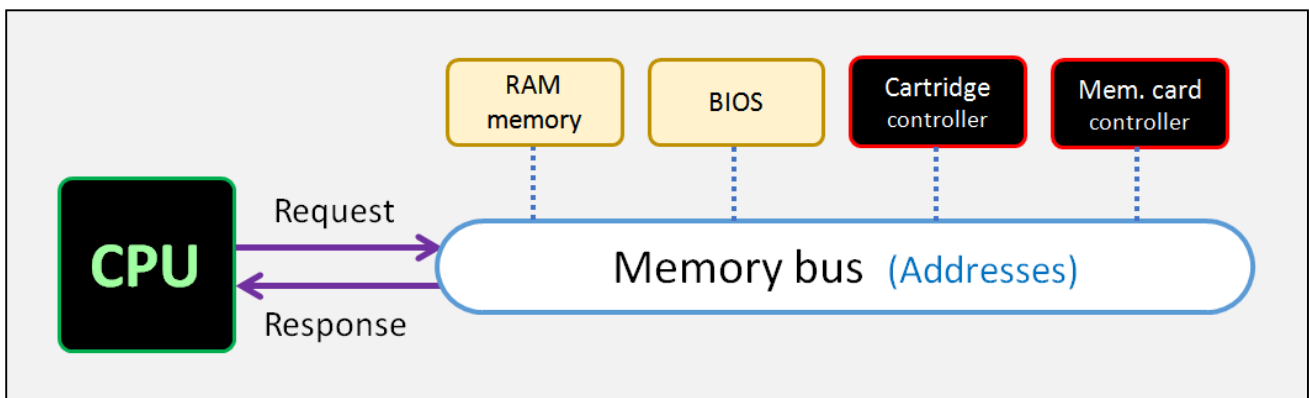 RAM
memory
BIOS
Cartridge
controller
Mem. card
controller
CPU
Request
Response
Memory bus (Addresses)